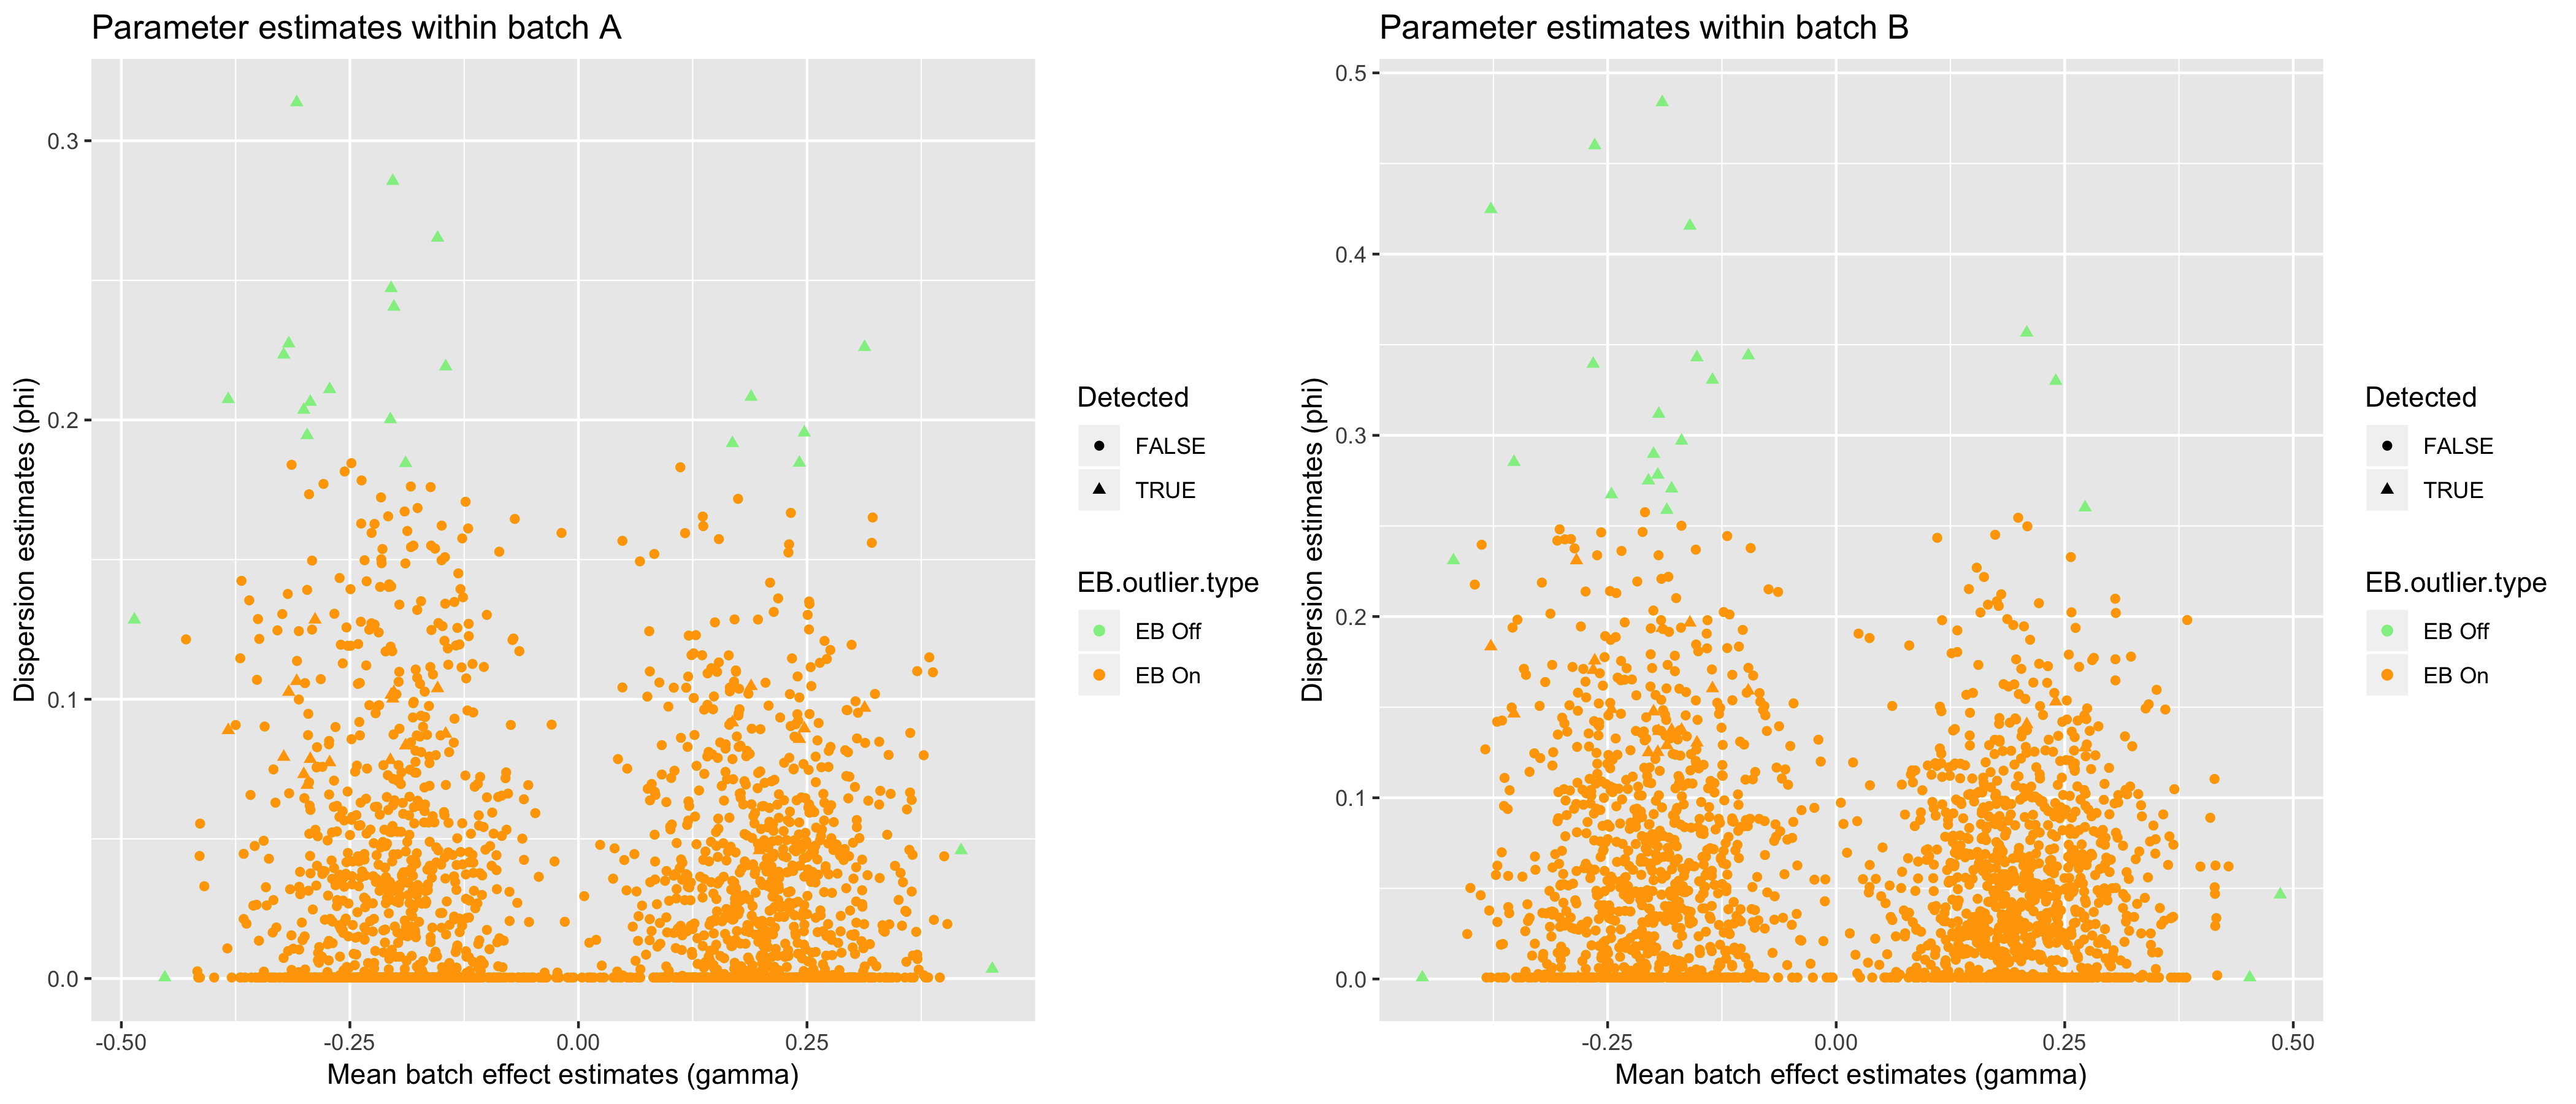 Parameter estimates within batch A
Dispersion estimates (phi)
0.3
0.2
0.1
0.0
-0.50
-0.25
0.00
0.25
Mean batch effect estimates (gamma)
Detected
FALSE
TRUE
EB.outlier.type
EB Off
EB On
Parameter estimates within batch B
Dispersion estimates (phi)
0.5
0.4
0.3
0.2
0.1
0.0
-0.25
0.00
0.25
0.50
Mean batch effect estimates (gamma)
Detected
FALSE
TRUE
EB.outlier.type
EB Off
EB On